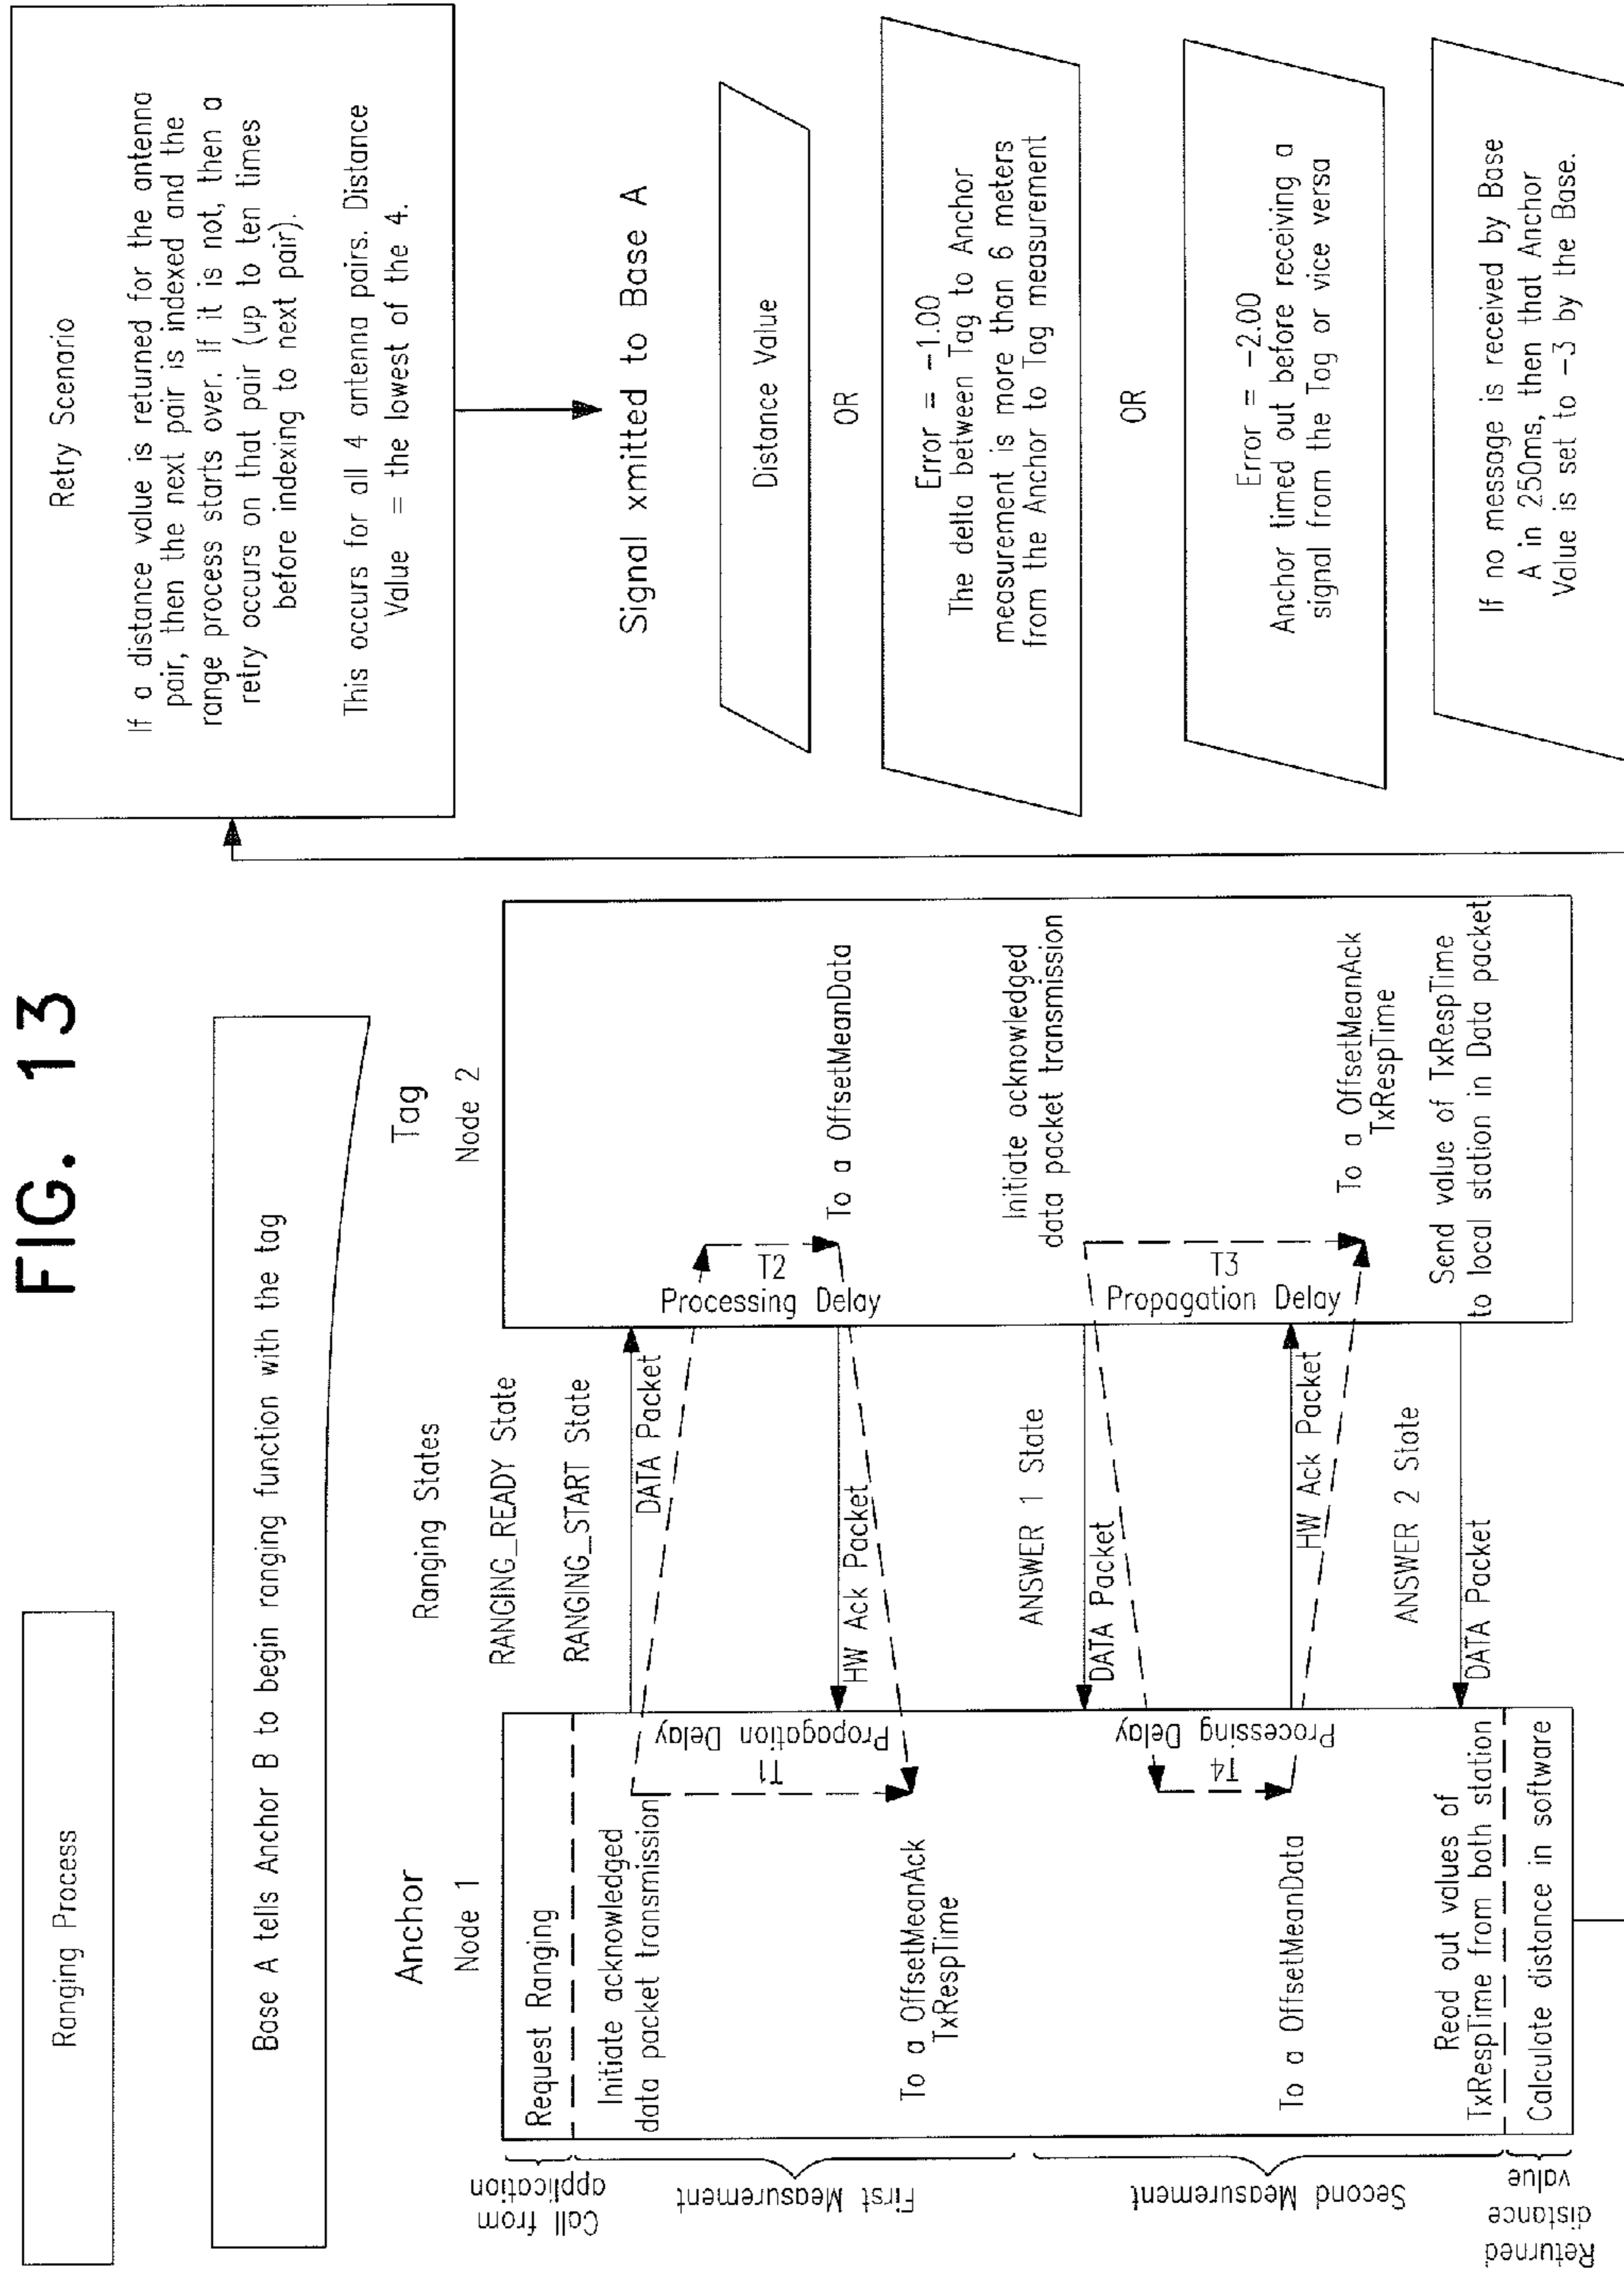 FIG. 13
Ranging Process
Base A tells Anchor B to begin ranging function with the tag
Anchor
Node 1
Ranging States
Tag
Node 2
Call from
application
Request Ranging
RANGING_READY State
RANGING_START State
First Measurement
Initiate acknowledged
data packet transmission
DATA Packet
T1
Propagation Delay
T2
Processing Delay
To a OffsetMeanData
HW Ack Packet
To a OffsetMeanAck
TxRespTime
ANSWER 1 State
Initiate acknowledged
data packet transmission
Second Measurement
DATA Packet
T4
Processing Delay
T3
Propagation Delay
To a OffsetMeanData
HW Ack Packet
To a OffsetMeanAck
TxRespTime
ANSWER 2 State
Send value of TxRespTime
to local station in Data packet
DATA Packet
Read out values of
TxRespTime from both station
Returned
distance
value
Calculate distance in software
Retry Scenario
If a distance value is returned for the antenna
pair, then the next pair is indexed and the
range process starts over. If it is not, then a
retry occurs on that pair (up to ten times
before indexing to next pair).
This occurs for all 4 antenna pairs. Distance
Value = the lowest of the 4.
Signal xmitted to Base A
Distance Value
OR
Error = -1.00
The delta between Tag to Anchor
measurement is more than 6 meters
from the Anchor to Tag measurement
OR
Error = -2.00
Anchor timed out before receiving a
signal from the Tag or vice versa
If no message is received by Base
A in 250ms, then that Anchor
Value is set to -3 by the Base.